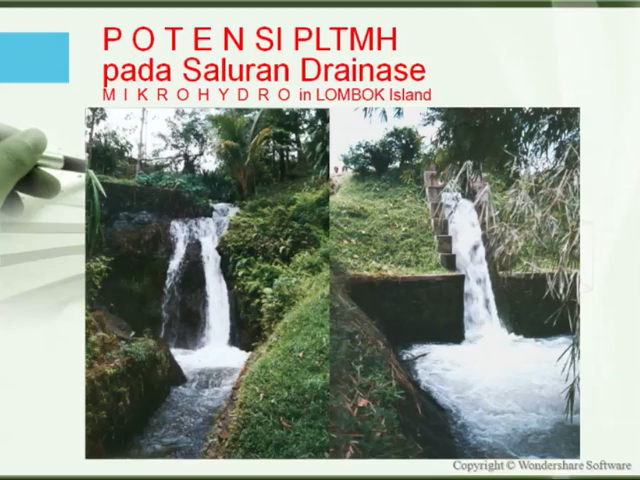 P O T E N SI PLTMH
pada Saluran Drainase
M I K R O H Y D R O in LOMBOK Island
Copyright © Wondershare Software